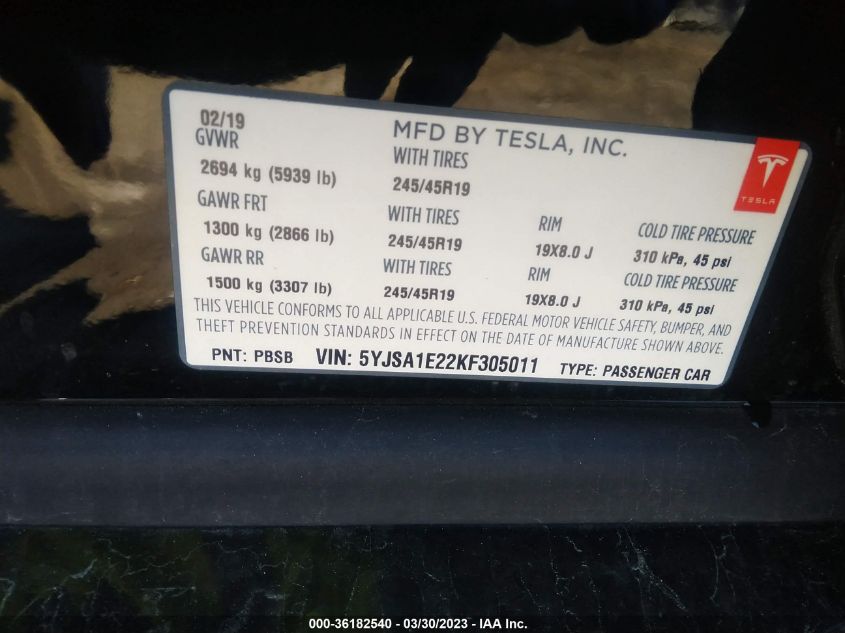 02/19 MFD BY TESLA, INC.
GVWR WITH TIRES
2694 kg (5939 lb) 245/45R19
TESLA
GAWR FRT WITH TIRES RIM COLD TIRE PRESSURE
1300 kg (2866 lb) 245/45R19 19X8.0 J 310 kPa, 45 psi
GAWR RR WITH TIRES RIM COLD TIRE PRESSURE
1500 kg (3307 lb) 245/45R19 19X8.0 J 310 kPa, 45 psi
THIS VEHICLE CONFORMS TO ALL APPLICABLE U.S. FEDERAL MOTOR VEHICLE SAFETY, BUMPER, AND
THEFT PREVENTION STANDARDS IN EFFECT ON THE DATE OF MANUFACTURE SHOWN ABOVE.
PNT: PBSB VIN: 5YJSA1E22KF305011 TYPE: PASSENGER CAR
000-36182540 - 03/30/2023 - IAA Inc.